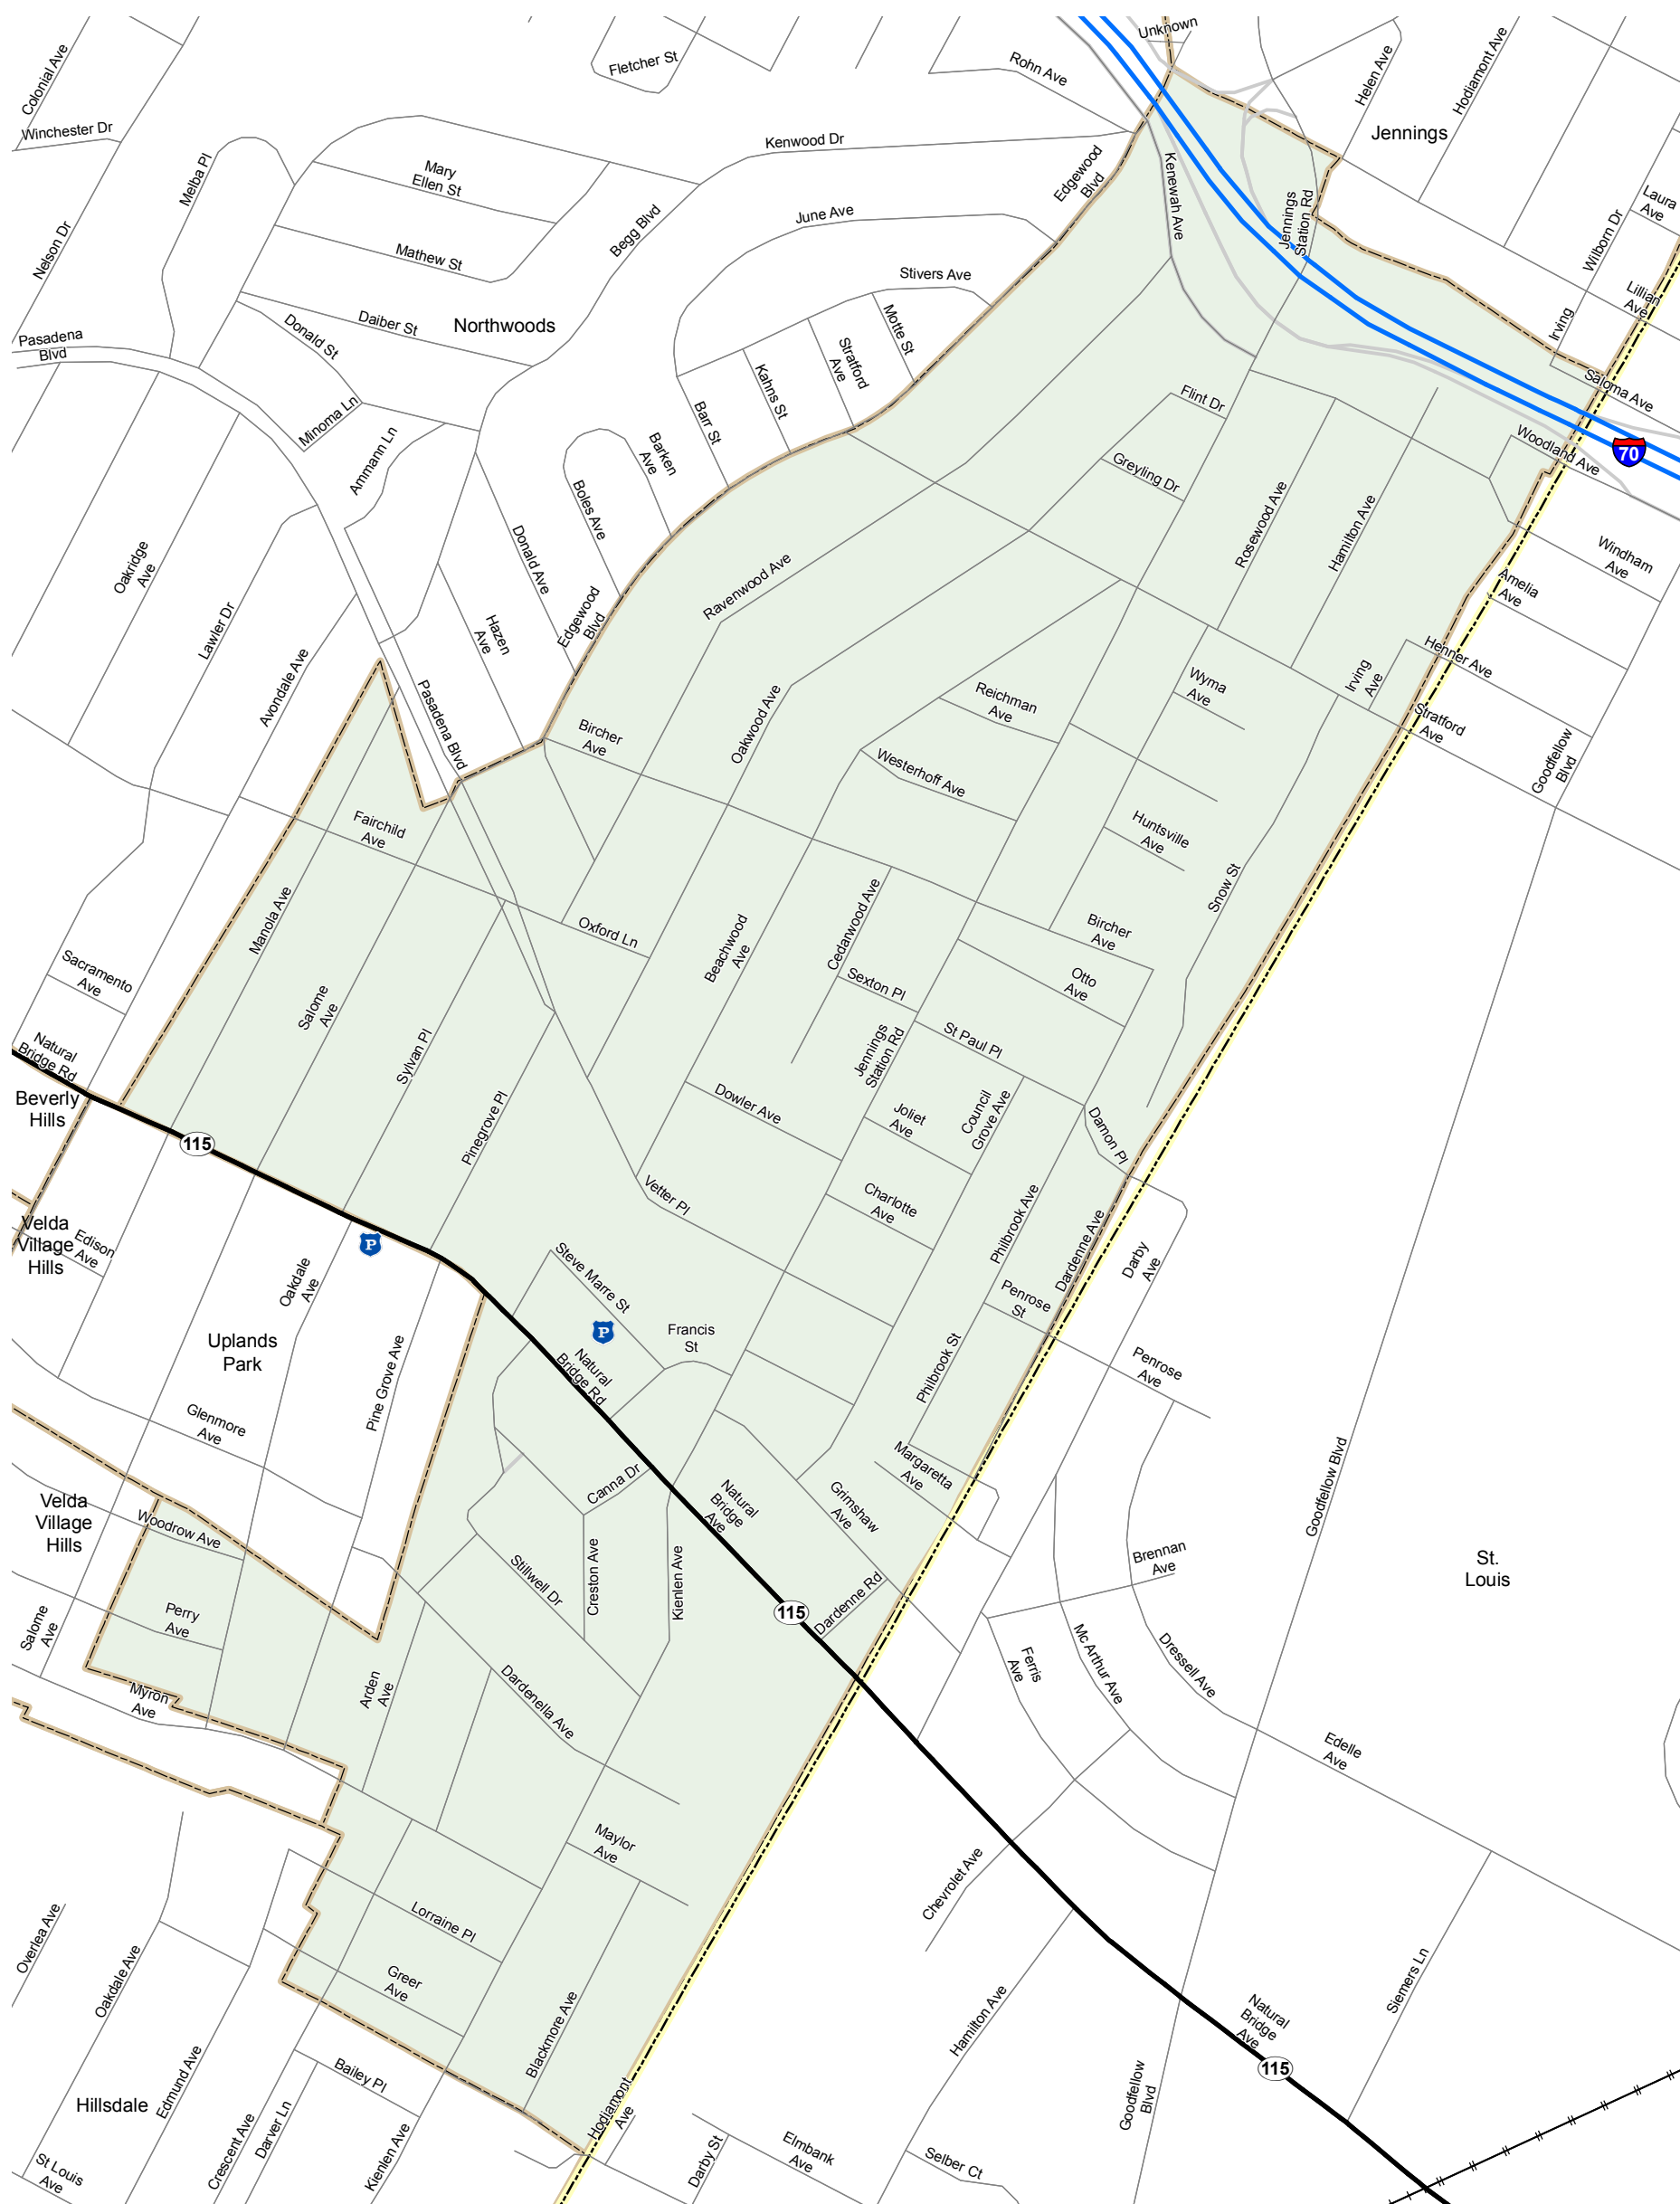 Unknown
Colonial Ave
Fletcher St
Rohn Ave
Helen Ave
Hodiamont Ave
Winchester Dr
Jennings
Kenwood Dr
Melba Pl
Mary
Ellen St
Edgewood
Blvd
Kenewah Ave
Jennings
Station Rd
Laura
Ave
Nelson Dr
Begg Blvd
June Ave
Wilborn Dr
Mathew St
Stivers Ave
Lillian
Ave
Pasadena
Blvd
Donald St
Daiber St
Northwoods
Motte St
Stratford
Ave
Irving
Kahns St
Saloma Ave
Minoma Ln
Barr St
Flint Dr
Ammann Ln
Barken
Ave
Greyling Dr
Woodland Ave
70
Boles Ave
Rosewood Ave
Hamilton Ave
Oakridge
Ave
Donald Ave
Ravenwood Ave
Windham
Ave
Amelia
Ave
Lawler Dr
Hazen
Ave
Edgewood
Blvd
Henner Ave
Avondale Ave
Pasadena Blvd
Reichman
Ave
Wyma
Ave
Irving
Ave
Stratford
Ave
Bircher
Ave
Oakwood Ave
Westerhoff Ave
Goodfellow
Blvd
Fairchild
Ave
Huntsville
Ave
Manola Ave
Oxford Ln
Beachwood
Ave
Cedarwood Ave
Bircher
Ave
Snow St
Sacramento
Ave
Salome
Ave
Sexton Pl
Otto
Ave
Natural
Bridge Rd
Sylvan Pl
Jennings
Station Rd
St Paul Pl
Beverly
Hills
115
Pinegrove Pl
Dowler Ave
Joliet
Ave
Council
Grove Ave
Damon Pl
Vetter Pl
Charlotte
Ave
Philbrook Ave
Dardenne Ave
Velda
Village
Hills
Edison
Ave
P
Oakdale
Ave
Steve Marre St
Darby
Ave
Penrose
St
Uplands
Park
P
Francis
St
Natural
Bridge Rd
Pine Grove Ave
Philbrook St
Penrose
Ave
Glenmore
Ave
Goodfellow Blvd
Margaretta
Ave
Canna Dr
Natural
Bridge
Ave
Grimshaw
Ave
Velda
Village
Hills
Woodrow Ave
Brennan
Ave
St.
Louis
Stillwell Dr
Creston Ave
Kienlen Ave
115
Dardenne Rd
Perry
Ave
Salome
Ave
Ferris
Ave
Mc Arthur Ave
Dressell Ave
Myron
Ave
Arden
Ave
Dardenella Ave
Edelle
Ave
Maylor
Ave
Chevrolet Ave
Overlea Ave
Lorraine Pl
Oakdale Ave
Greer
Ave
Siemers Ln
Blackmore Ave
Hamilton Ave
Natural
Bridge
Ave
115
Hillsdale
Edmund Ave
Bailey Pl
Hodiamont
Ave
Goodfellow
Blvd
Crescent Ave
Darver Ln
Kienlen Ave
Darby St
Elmbank
Ave
Selber Ct
St Louis
Ave